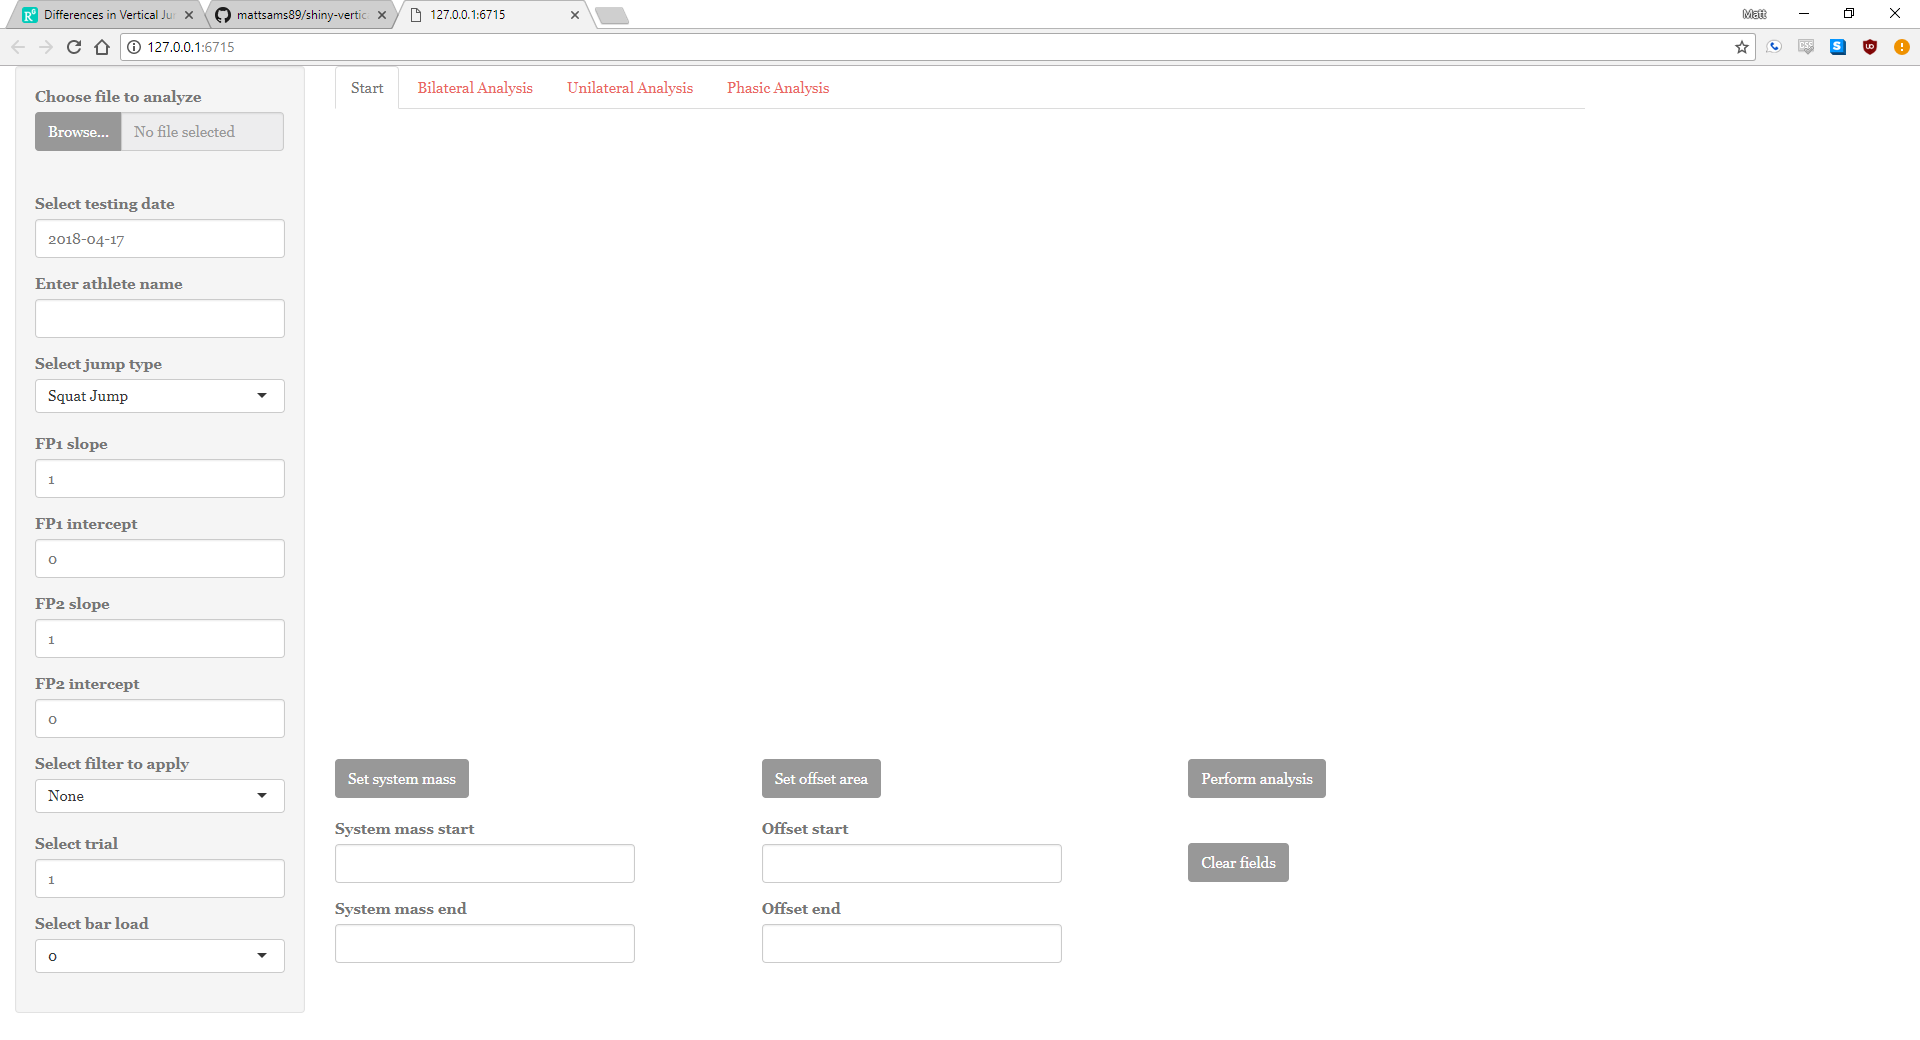 Differences in Vertical Ju
mattsams89/shiny-vertic
127.0.0.1:6715
Matt
127.0.0.1:6715
Choose file to analyze
Browse...
No file selected
Select testing date
2018-04-17
Enter athlete name
Select jump type
Squat Jump
FP1 slope
1
FP1 intercept
0
FP2 slope
1
FP2 intercept
0
Select filter to apply
None
Select trial
1
Select bar load
0
Start
Bilateral Analysis
Unilateral Analysis
Phasic Analysis
Set system mass
Set offset area
Perform analysis
System mass start
Offset start
Clear fields
System mass end
Offset end